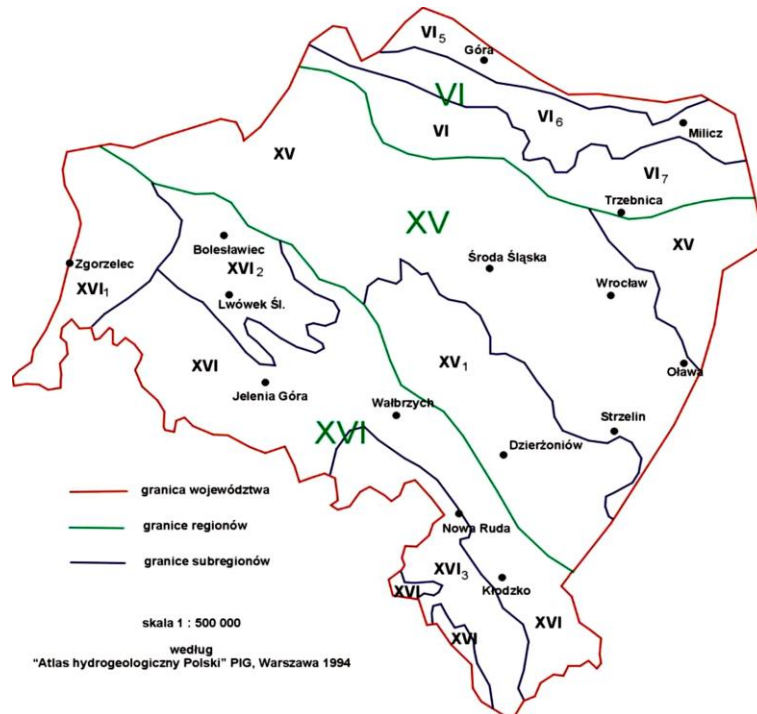 VI5
Góra
VI
VI6
VI
Milicz
XV
VI7
Trzebnica
XV
XV
Bolesławiec
Środa Śląska
Zgorzelec
XVI2
Wrocław
XVI1
Lwówek Śl.
XVI
XV1
Oława
Jelenia Góra
Wałbrzych
XVI
Strzelin
Dzierżoniów
granica województwa
granice regionów
Nowa Ruda
granice subregionów
XVI3
Kłodzko
XVI
XVI
XVI
skala 1 : 500 000
według
“Atlas hydrogeologiczny Polski” PIG, Warszawa 1994